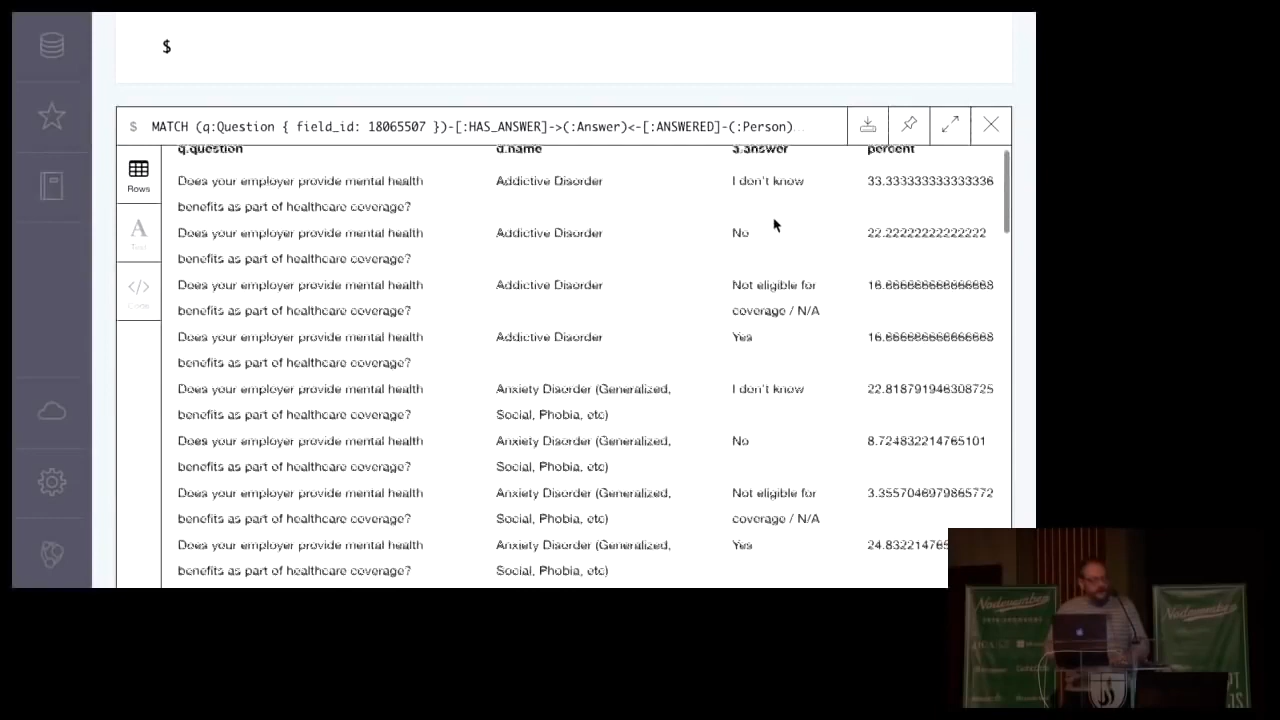 $
$ MATCH (q:Question { field_id: 18065507 })-[:HAS_ANSWER]->(:Answer)<-[:ANSWERED]-(:Person)
q.question d.name a.answer percent
Rows
Does your employer provide mental health Addictive Disorder I don't know 33.333333333333336
benefits as part of healthcare coverage?
Does your employer provide mental health Addictive Disorder No 22.22222222222222
benefits as part of healthcare coverage?
Text
Does your employer provide mental health Addictive Disorder Not eligible for 16.666666666666668
benefits as part of healthcare coverage? coverage / N/A
Code
Does your employer provide mental health Addictive Disorder Yes 16.666666666666668
benefits as part of healthcare coverage?
Does your employer provide mental health Anxiety Disorder (Generalized, I don't know 22.818791946308725
benefits as part of healthcare coverage? Social, Phobia, etc)
Does your employer provide mental health Anxiety Disorder (Generalized, No 8.724832214765101
benefits as part of healthcare coverage? Social, Phobia, etc)
Does your employer provide mental health Anxiety Disorder (Generalized, Not eligible for 3.3557046979865772
benefits as part of healthcare coverage? Social, Phobia, etc) coverage / N/A
Does your employer provide mental health Anxiety Disorder (Generalized, Yes 24.83221476
benefits as part of healthcare coverage? Social, Phobia, etc)
Nodevember
Nodevember